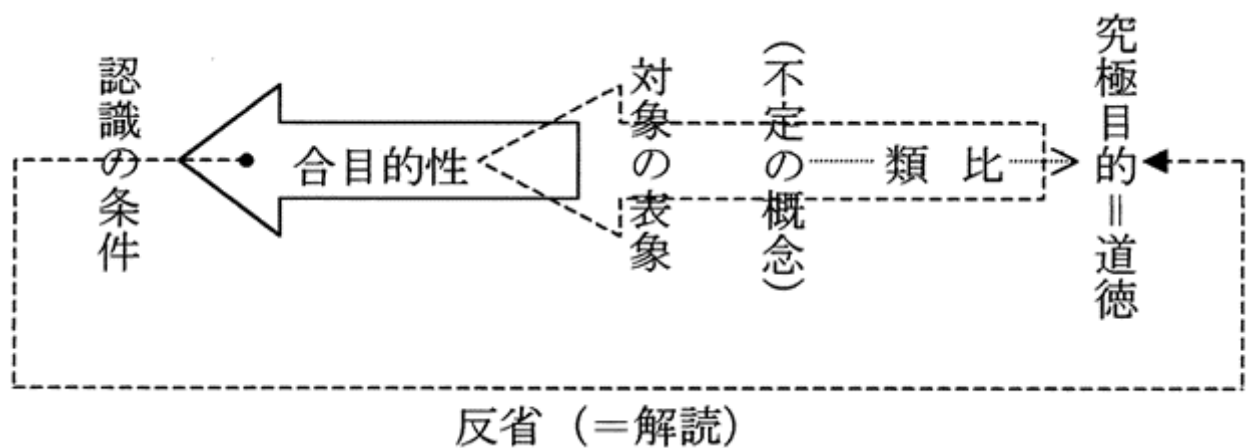 認識の条件
合目的性
対象の表象
（不定の概念）
類比
究極目的＝道徳
反省（＝解読）